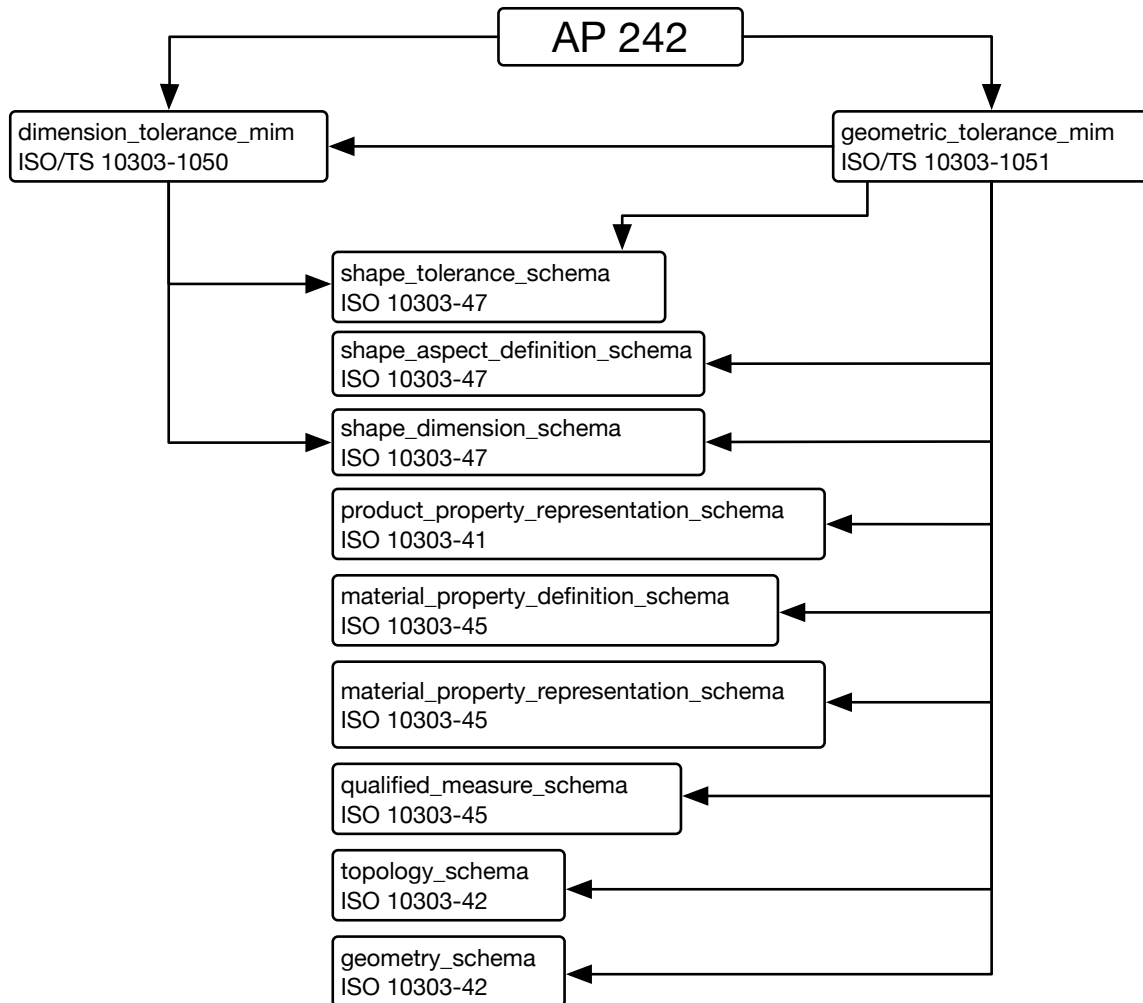 AP 242
dimension_tolerance_mim
ISO/TS 10303-1050
geometric_tolerance_mim
ISO/TS 10303-1051
shape_tolerance_schema
ISO 10303-47
shape_aspect_definition_schema
ISO 10303-47
shape_dimension_schema
ISO 10303-47
product_property_representation_schema
ISO 10303-41
material_property_definition_schema
ISO 10303-45
material_property_representation_schema
ISO 10303-45
qualified_measure_schema
ISO 10303-45
topology_schema
ISO 10303-42
geometry_schema
ISO 10303-42